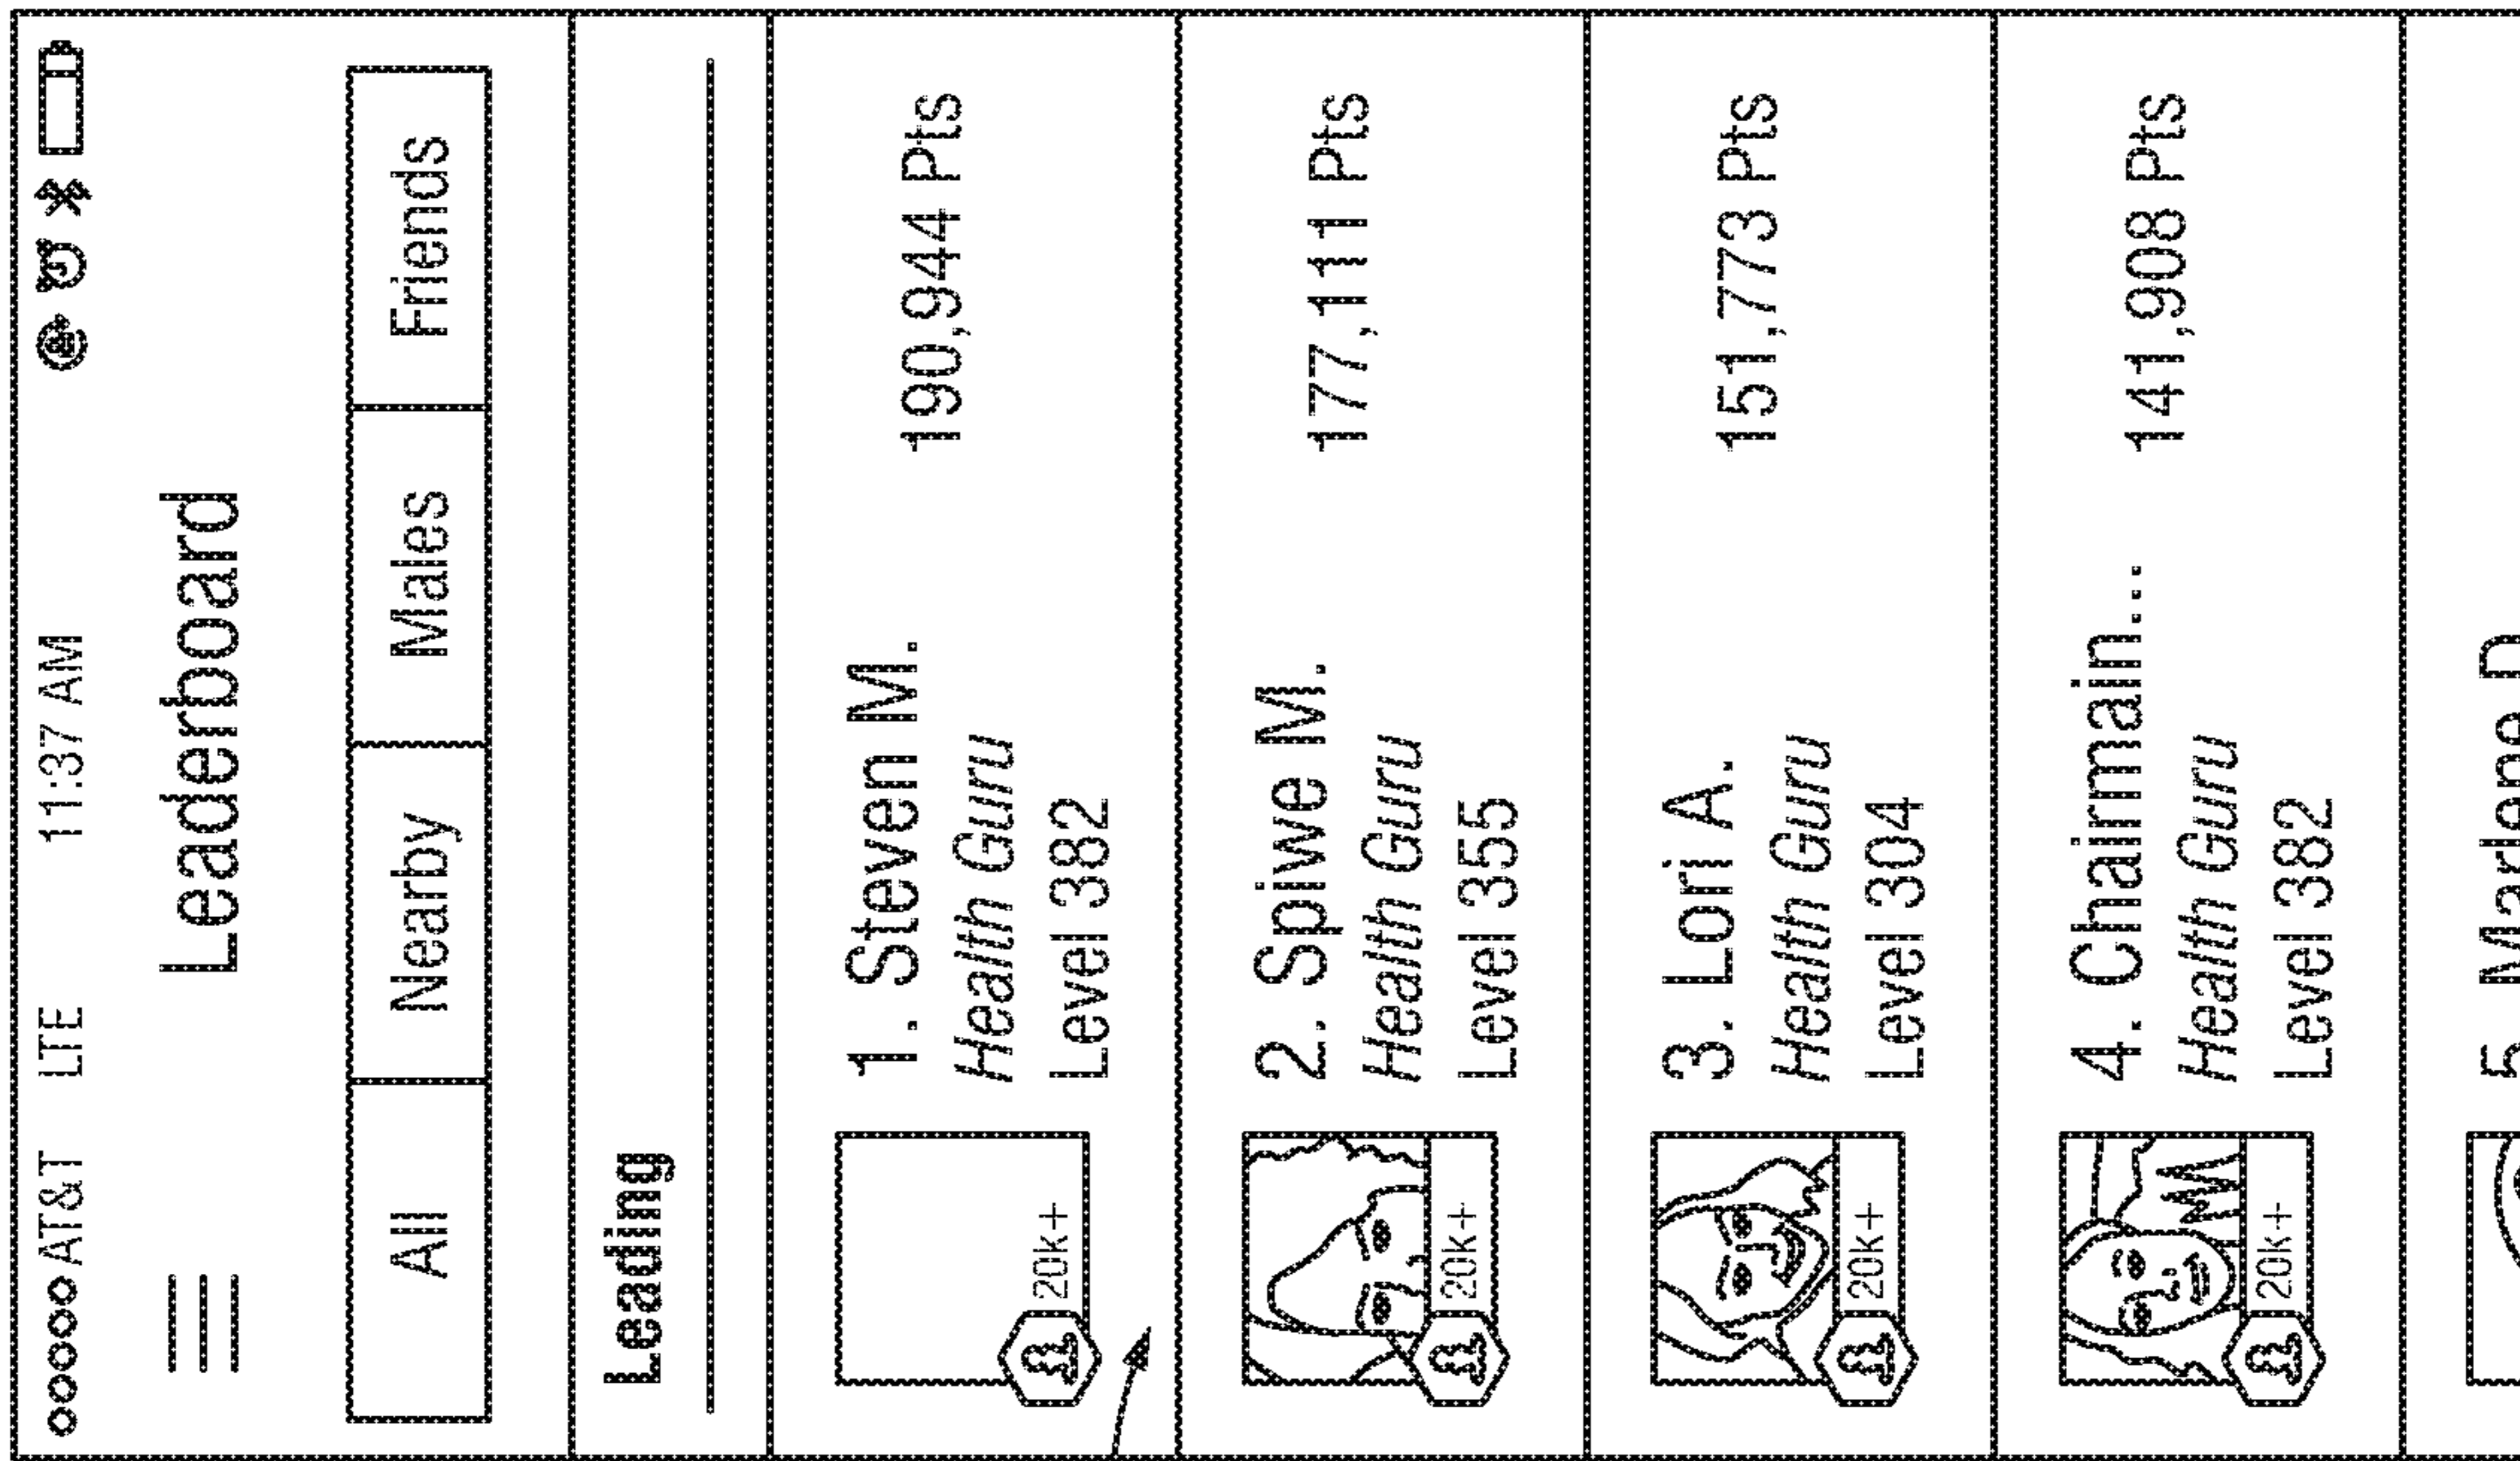 AT&T LTE 11:37 AM
Leaderboard
All Nearby Males Friends
Leading
1. Steven M.
190,944 Pts
Health Guru
Level 382
20k+
2. Spiwe M.
177,111 Pts
Health Guru
Level 355
20k+
3. Lori A.
151,773 Pts
Health Guru
Level 304
20k+
4. Chairmain...
141,908 Pts
Health Guru
Level 382
20k+
5. Marlene D